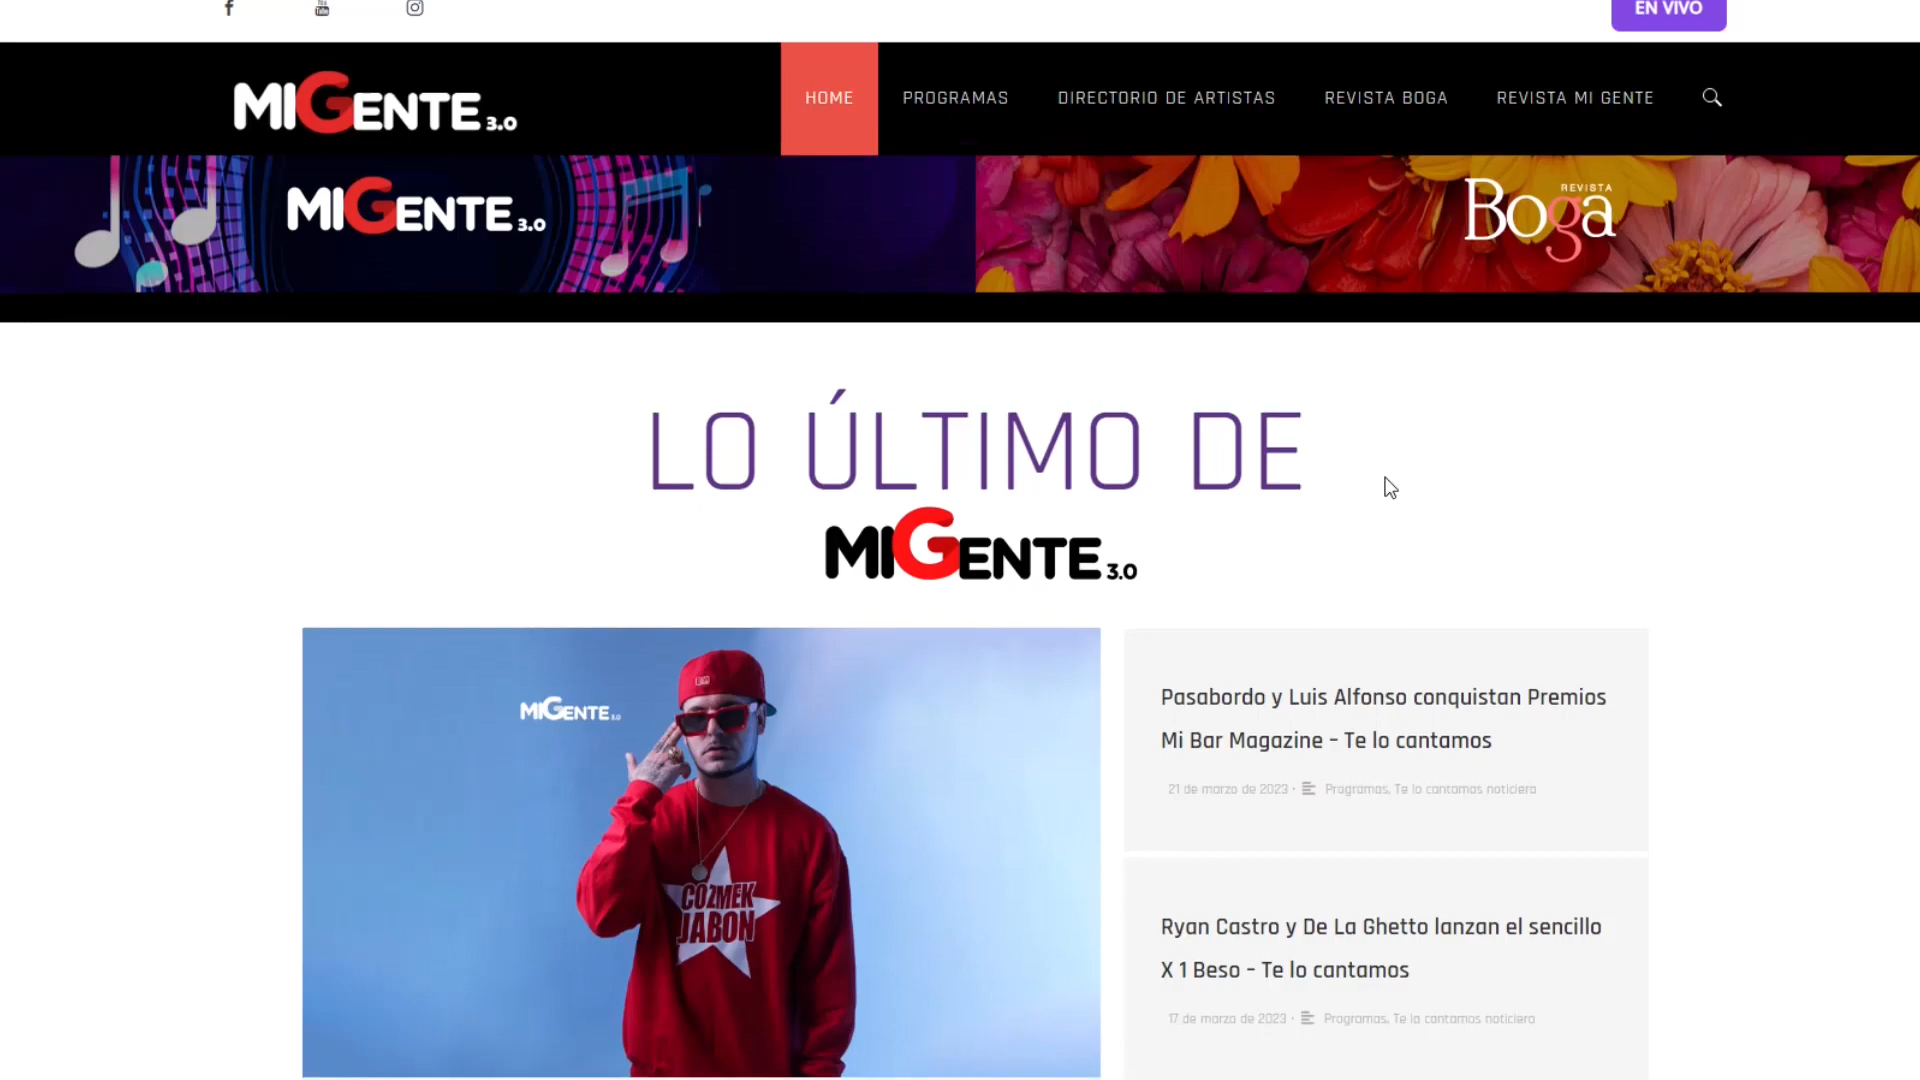 EN VIVO
MIGENTE 3.0
HOME
PROGRAMAS
DIRECTORIO DE ARTISTAS
REVISTA BOGA
REVISTA MI GENTE
MIGENTE 3.0
REVISTA
Boga
LO ÚLTIMO DE
MIGENTE 3.0
MIGENTE 3.0
COZMEK
JABON
Pasabordo y Luis Alfonso conquistan Premios
Mi Bar Magazine – Te lo cantamos
21 de marzo de 2023 · Programas, Te lo cantamos noticiero
Ryan Castro y De La Ghetto lanzan el sencillo
X 1 Beso – Te lo cantamos
17 de marzo de 2023 · Programas, Te lo cantamos noticiero